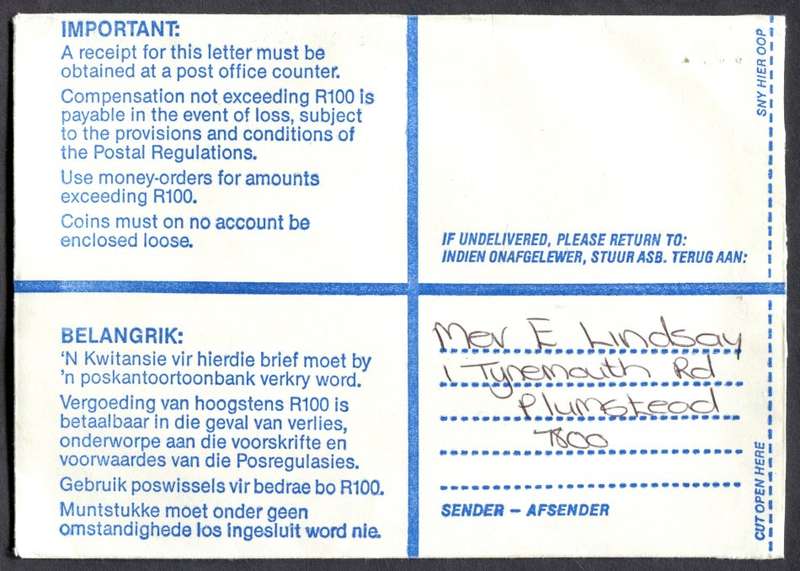 IMPORTANT:
A receipt for this letter must be
obtained at a post office counter.
Compensation not exceeding R100 is
payable in the event of loss, subject
to the provisions and conditions of
the Postal Regulations.
Use money-orders for amounts
exceeding R100.
Coins must on no account be
enclosed loose.
BELANGRIK:
'N Kwitansie vir hierdie brief moet by
'n poskantoortoonbank verkry word.
Vergoeding van hoogstens R100 is
betaalbaar in die geval van verlies,
onderworpe aan die voorskrifte en
voorwaardes van die Posregulasies.
Gebruik poswissels vir bedrae bo R100.
Muntstukke moet onder geen
omstandighede los ingesluit word nie.
IF UNDELIVERED, PLEASE RETURN TO:
INDIEN ONAFGELEWER, STUUR ASB. TERUG AAN:
Mev E Lindsay
1 Tynemouth Rd
Plumstead
7800
SENDER – AFSENDER
SNY HIER OOP
CUT OPEN HERE